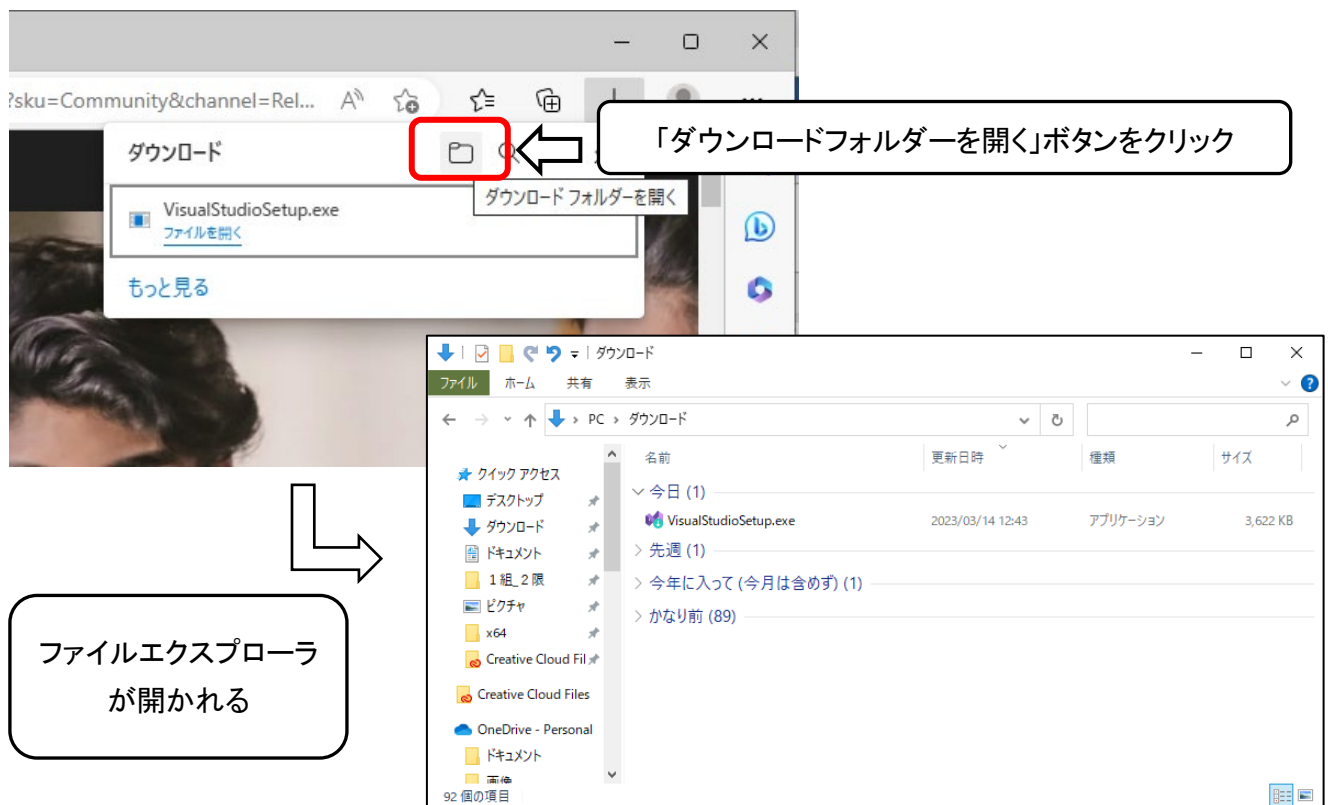 ?sku=Community&channel=Rel...
ダウンロード
VisualStudioSetup.exe
ファイルを開く
もっと見る
ダウンロード フォルダーを開く
「ダウンロードフォルダーを開く」ボタンをクリック
ファイルエクスプローラ
が開かれる
ダウンロード
ファイル ホーム 共有 表示
PC › ダウンロード
名前 更新日時 種類 サイズ
クイック アクセス
デスクトップ
ダウンロード
ドキュメント
1組_2限
ピクチャ
x64
Creative Cloud Fil
Creative Cloud Files
OneDrive - Personal
ドキュメント
画像
今日 (1)
VisualStudioSetup.exe 2023/03/14 12:43 アプリケーション 3,622 KB
先週 (1)
今年に入って (今月は含めず) (1)
かなり前 (89)
92 個の項目